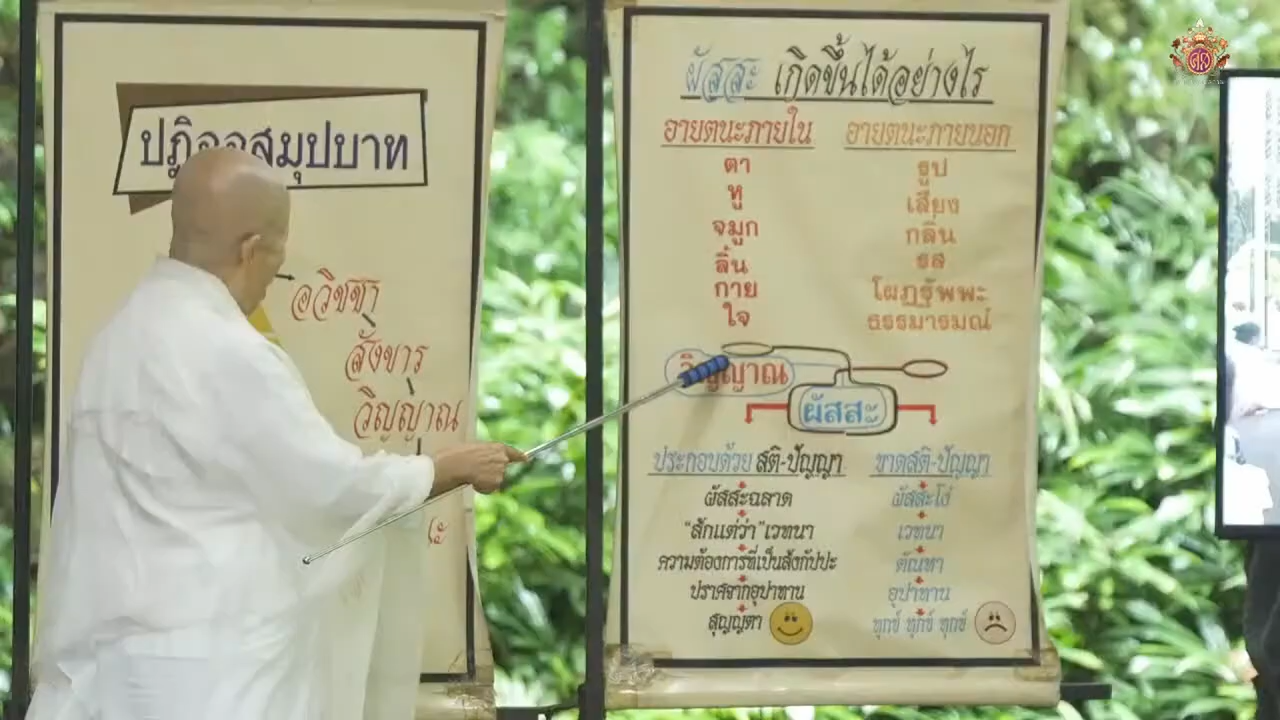 อวิชชา
สังขาร
วิญญาณ
ผัสสะ เกิดขึ้นได้อย่างไร
อายตนะภายใน อายตนะภายนอก
ตา รูป
หู เสียง
จมูก กลิ่น
ลิ้น รส
กาย โผฏฐัพพะ
ใจ ธรรมารมณ์
วิญญาณ
ผัสสะ
ประกอบด้วย สติ-ปัญญา ขาดสติ-ปัญญา
ผัสสะฉลาด ผัสสะโง่
"สักแต่ว่า" เวทนา เวทนา
ความต้องการที่เป็นสังกัปปะ ตัณหา
ปราศจากอุปาทาน อุปาทาน
สุญญตา ทุกข์ ทุกข์ ทุกข์